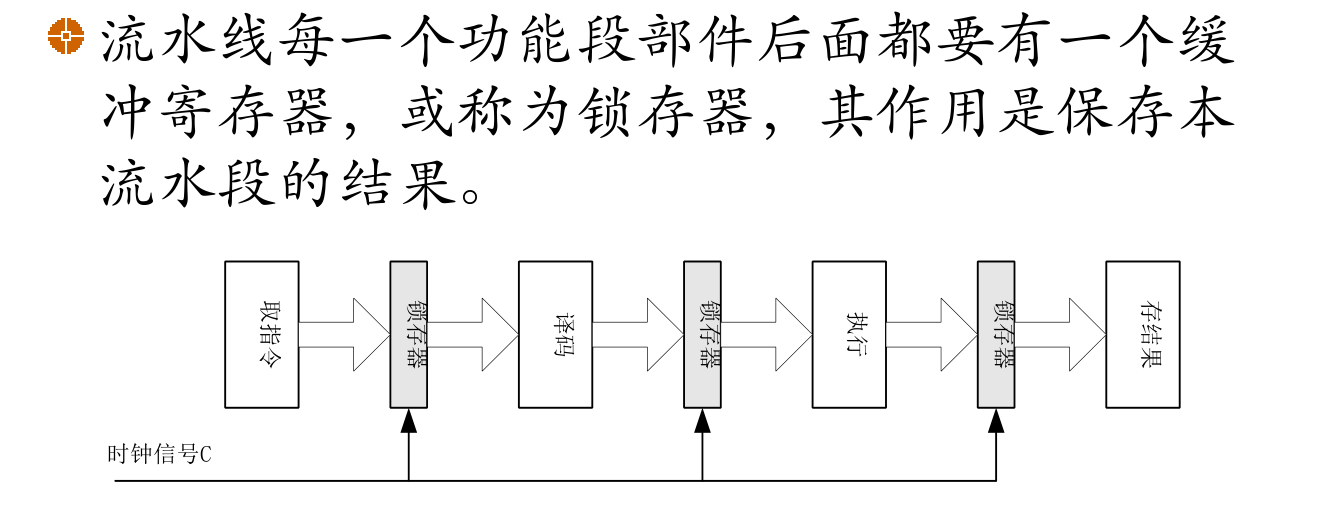 流水线每一个功能段部件后面都要有一个缓
冲寄存器，或称为锁存器，其作用是保存本
流水段的结果。
取指令
锁存器
译码
锁存器
执行
锁存器
存结果
时钟信号C